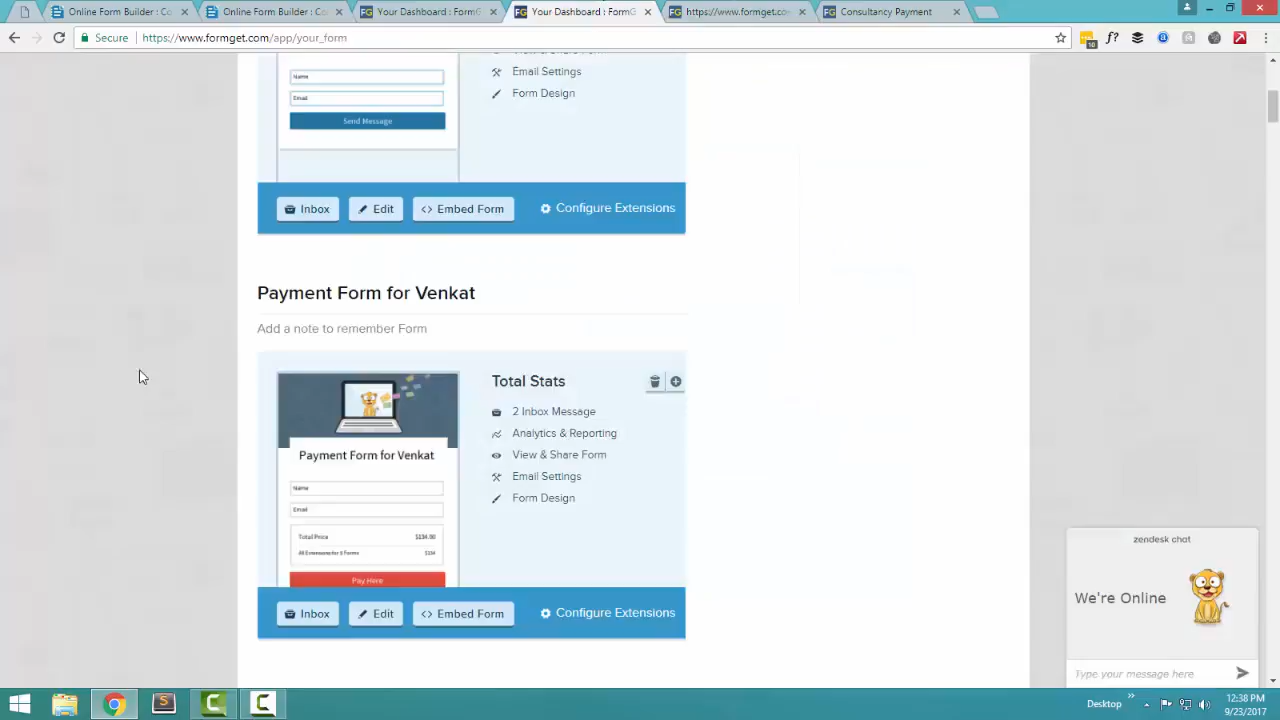 Online Form Builder : Co
Online Form Builder : Co
Your Dashboard : FormG
Your Dashboard : FormG
https://www.formget.co
Consultancy Payment
Secure
https://www.formget.com/app/your_form
10
f?
Name
Email
Send Message
Email Settings
Form Design
Inbox
Edit
<> Embed Form
Configure Extensions
Payment Form for Venkat
Add a note to remember Form
Payment Form for Venkat
Name
Email
Total Price $134.00
All Extensions for 5 Forms $134
Pay Here
Total Stats
2 Inbox Message
Analytics & Reporting
View & Share Form
Email Settings
Form Design
Inbox
Edit
<> Embed Form
Configure Extensions
zendesk chat
We're Online
Type your message here
Desktop
12:38 PM
9/23/2017